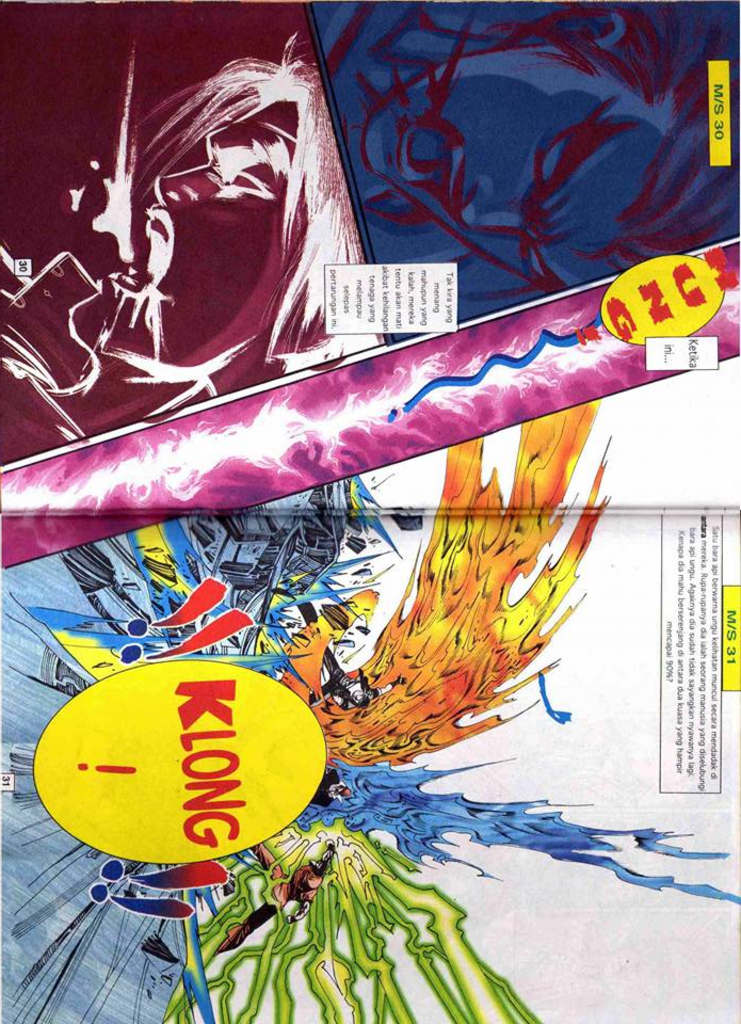 M/S 30
Tak kira yang
menang
mahupun yang
kalah, mereka
tentu akan mati
akibat kehilangan
tenaga yang
melampau
selepas
pertarungan ini.
UNG
Ketika
ini...
30
M/S 31
Satu bara api berwarna ungu kelihatan muncul secara mendadak di
antara mereka. Rupa-rupanya dia ialah seorang manusia yang diselubungi
bara api ungu. Agaknya dia sudah tidak sayangkan nyawanya lagi.
Kenapa dia mahu berserenjang di antara dua kuasa yang hampir
mencapai 90%?
KLONG
!
31